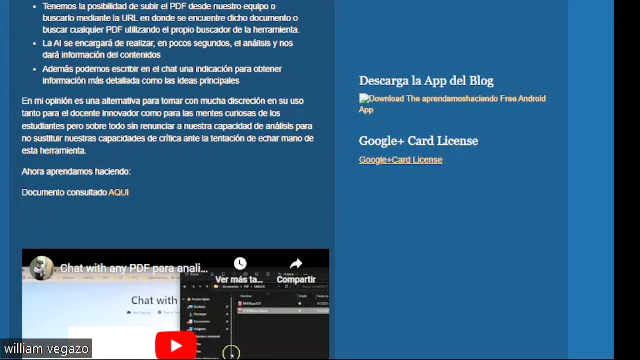 Tenemos la posibilidad de subir el PDF desde nuestro equipo o
buscarlo mediante la URL en donde se encuentre dicho documento o
buscar cualquier PDF utilizando el propio buscador de la herramienta.
La AI se encargará de realizar, en pocos segundos, el análisis y nos
dará información del contenidos
Además podemos escribir en el chat una indicación para obtener
información más detallada como las ideas principales
En mi opinión es una alternativa para tomar con mucha discreción en su uso
tanto para el docente innovador como para las mentes curiosas de los
estudiantes pero sobre todo sin renunciar a nuestra capacidad de análisis para
no sustituir nuestras capacidades de crítica ante la tentación de echar mano de
esta herramienta.
Ahora aprendamos haciendo:
Documento consultado AQUI
Descarga la App del Blog
Download The aprendamoshaciendo Free Android
App
Google+ Card License
Google+Card License
Chat with any PDF para anali...
Ver más ta...
Compartir
Chat with
william vegazo